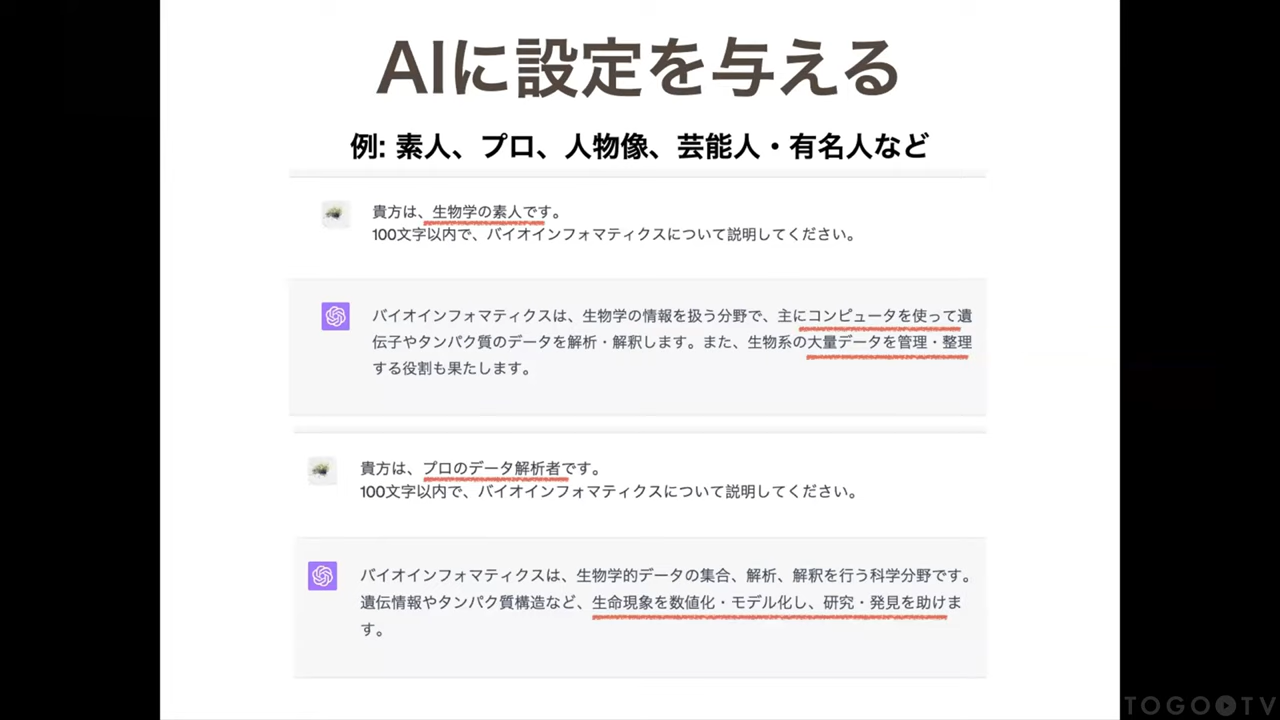 AIに設定を与える
例: 素人、プロ、人物像、芸能人・有名人など
貴方は、生物学の素人です。
100文字以内で、バイオインフォマティクスについて説明してください。
バイオインフォマティクスは、生物学の情報を扱う分野で、主にコンピュータを使って遺
伝子やタンパク質のデータを解析・解釈します。また、生物系の大量データを管理・整理
する役割も果たします。
貴方は、プロのデータ解析者です。
100文字以内で、バイオインフォマティクスについて説明してください。
バイオインフォマティクスは、生物学的データの集合、解析、解釈を行う科学分野です。
遺伝情報やタンパク質構造など、生命現象を数値化・モデル化し、研究・発見を助けま
す。
TOGO TV